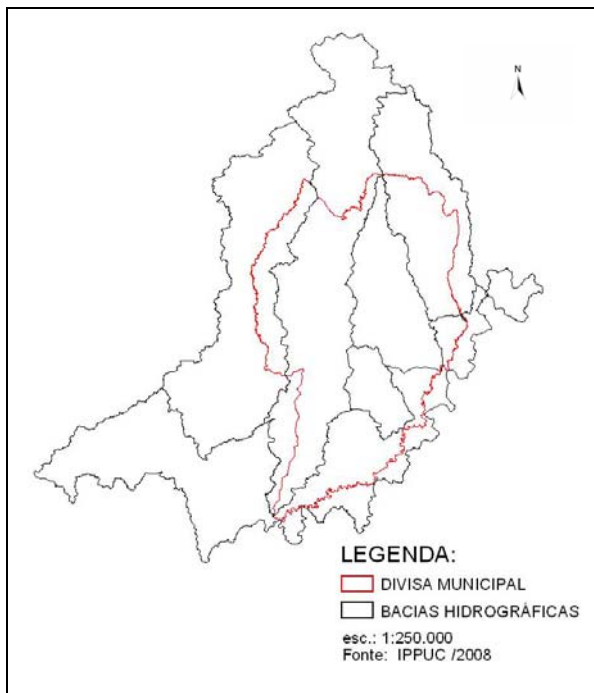 N
LEGENDA:
DIVISA MUNICIPAL
BACIAS HIDROGRÁFICAS
esc.: 1:250.000
Fonte: IPPUC /2008